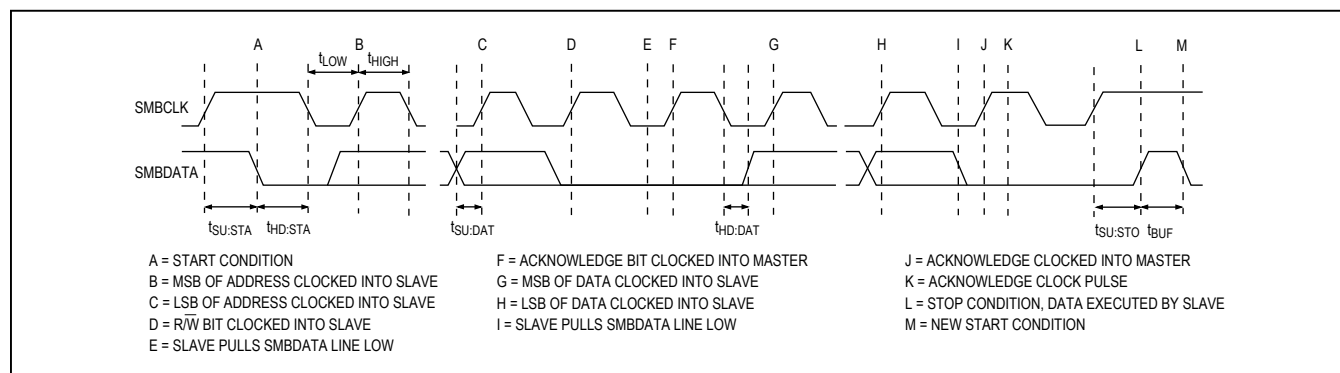 A B C D E F G H I J K L M
tLOW tHIGH
SMBCLK
SMBDATA
tSU:STA tHD:STA tSU:DAT tHD:DAT tSU:STO tBUF
A = START CONDITION
B = MSB OF ADDRESS CLOCKED INTO SLAVE
C = LSB OF ADDRESS CLOCKED INTO SLAVE
D = R/W̅ BIT CLOCKED INTO SLAVE
E = SLAVE PULLS SMBDATA LINE LOW
F = ACKNOWLEDGE BIT CLOCKED INTO MASTER
G = MSB OF DATA CLOCKED INTO SLAVE
H = LSB OF DATA CLOCKED INTO SLAVE
I = SLAVE PULLS SMBDATA LINE LOW
J = ACKNOWLEDGE CLOCKED INTO MASTER
K = ACKNOWLEDGE CLOCK PULSE
L = STOP CONDITION, DATA EXECUTED BY SLAVE
M = NEW START CONDITION